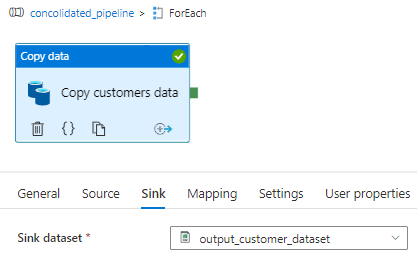 concolidated_pipeline > ForEach
Copy data
Copy customers data
{}
General Source Sink Mapping Settings User properties
Sink dataset * output_customer_dataset